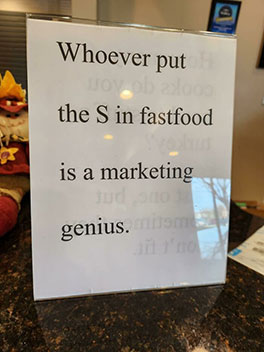 Whoever put
the S in fastfood
is a marketing
genius.